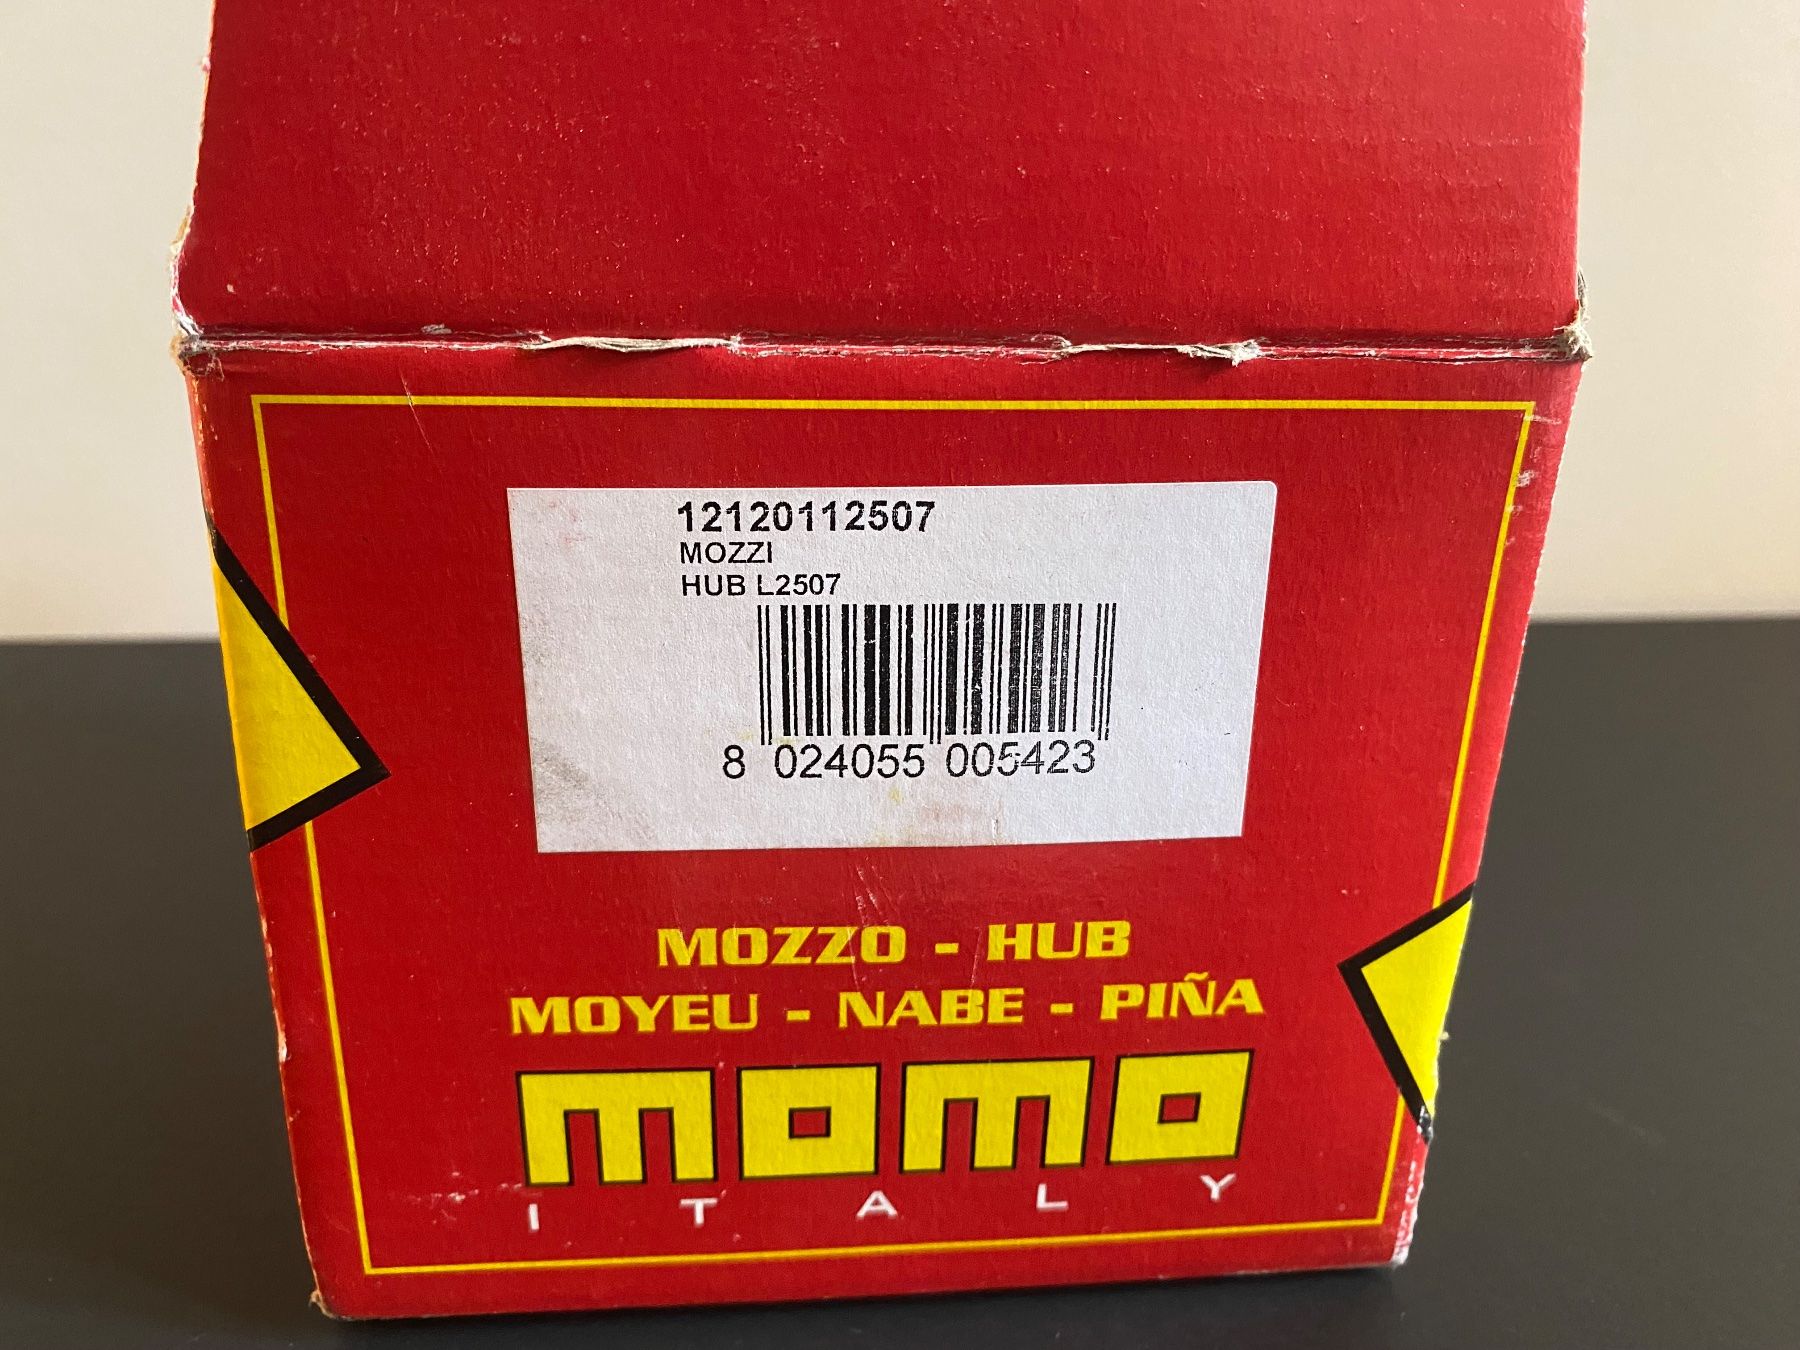 12120112507
MOZZI
HUB L2507
8 024055 005423
MOZZO - HUB
MOYEU - NABE - PIÑA
momo
ITALY